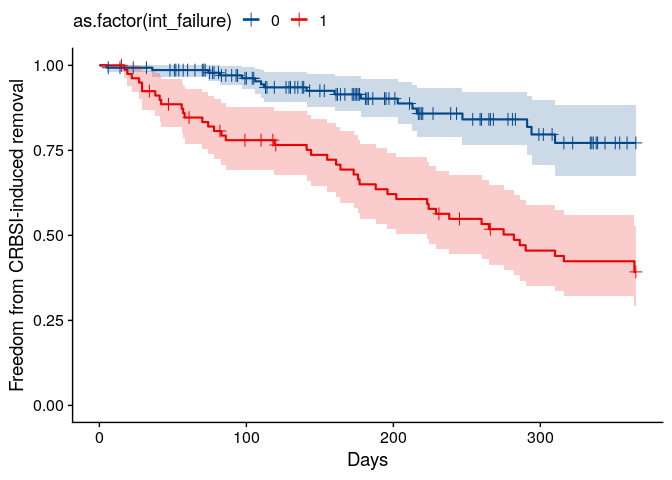 as.factor(int_failure) 0 1
Freedom from CRBSI-induced removal
1.00
0.75
0.50
0.25
0.00
0 100 200 300
Days